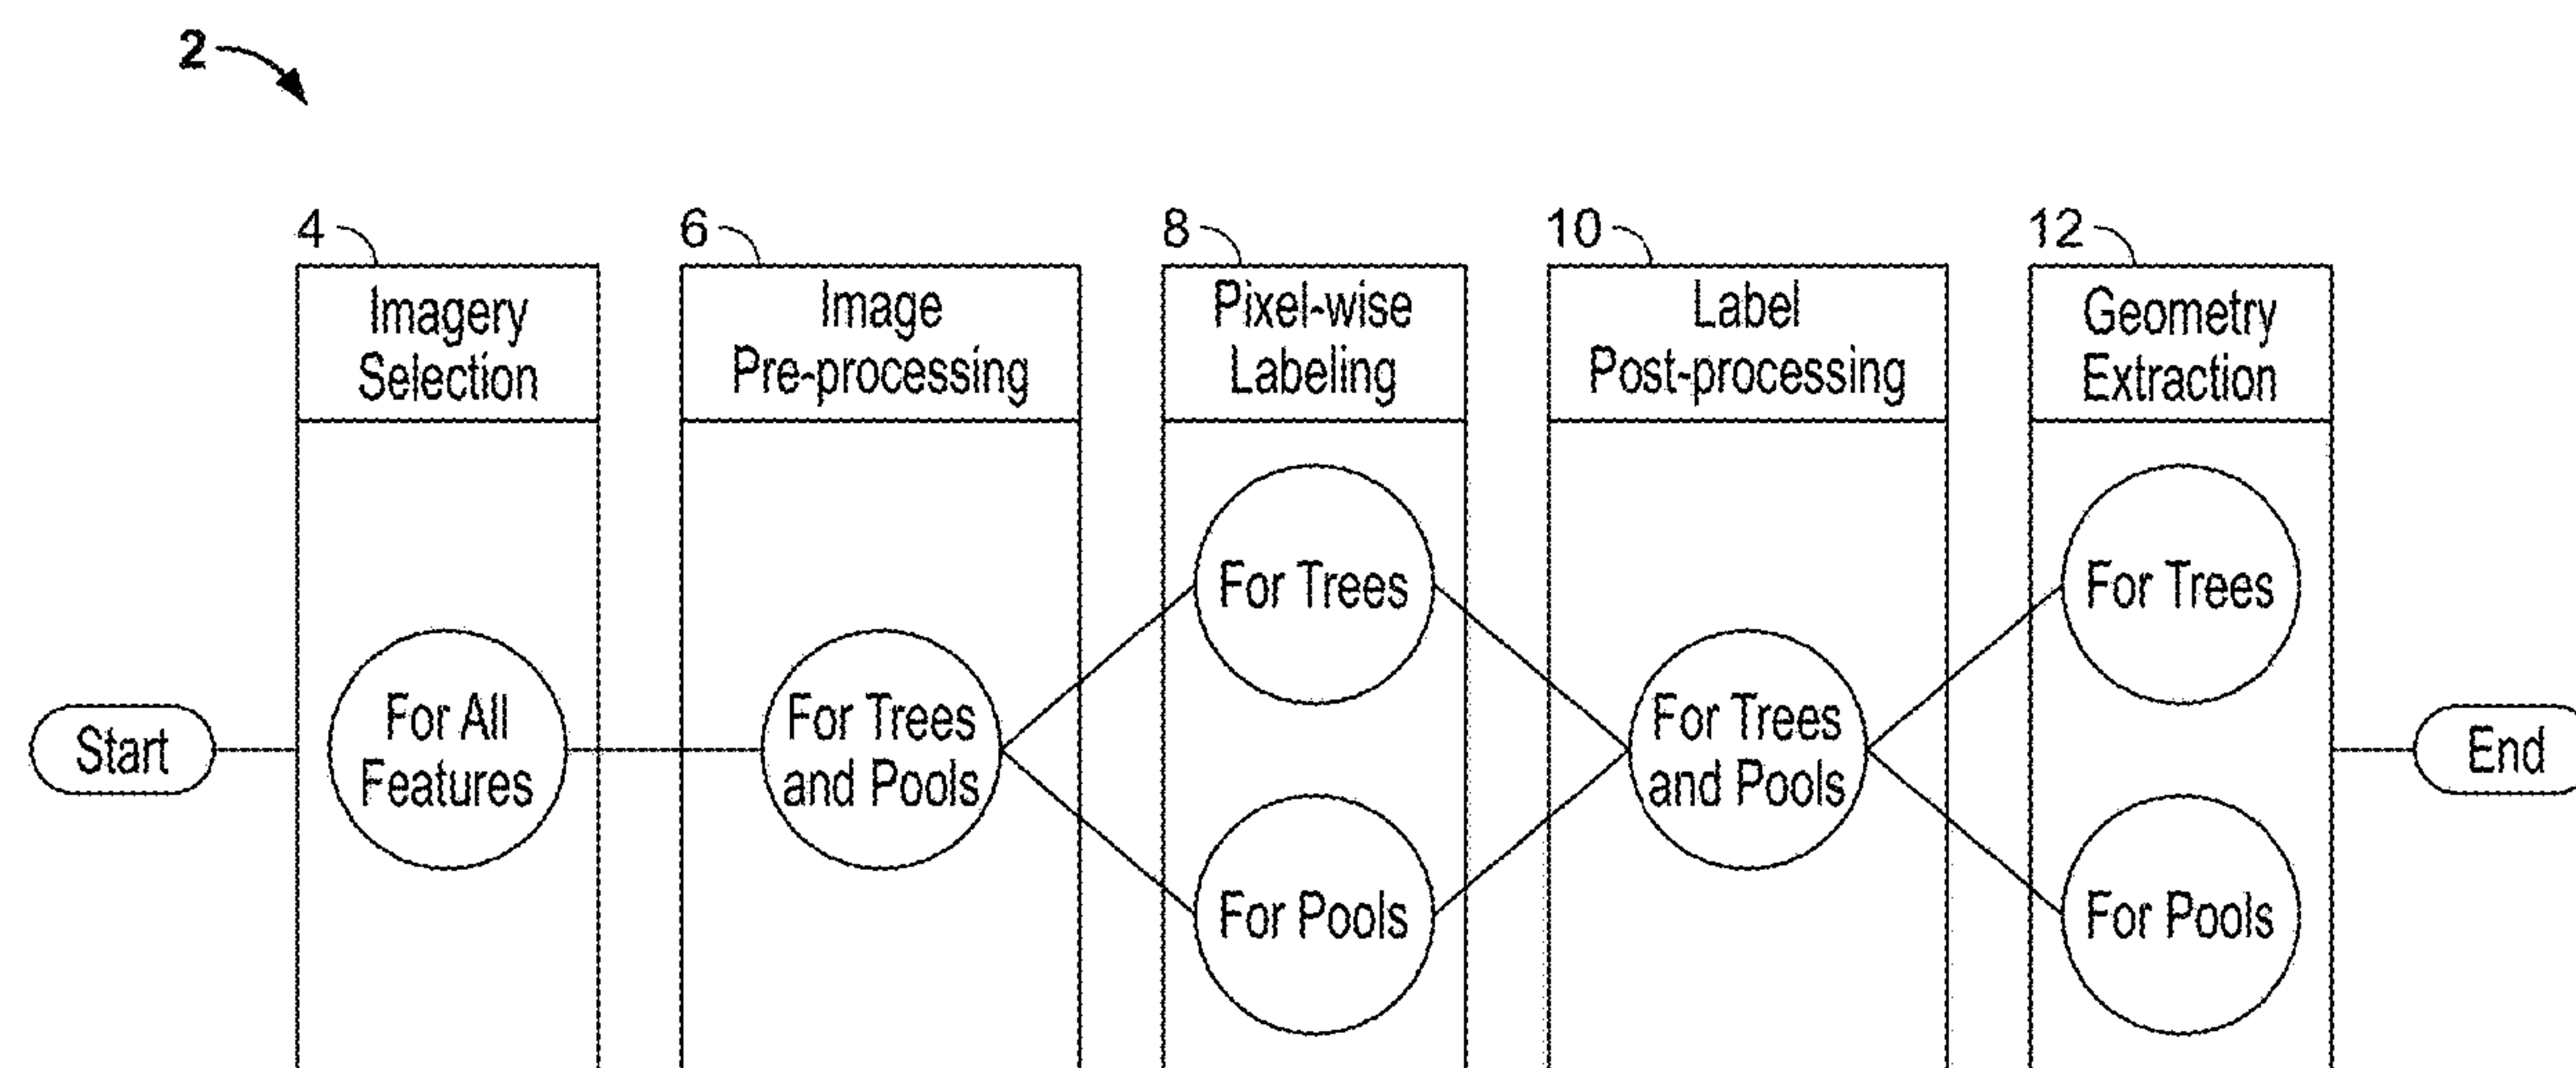 2
4
Imagery
Selection
6
Image
Pre-processing
8
Pixel-wise
Labeling
10
Label
Post-processing
12
Geometry
Extraction
Start
For All
Features
For Trees
and Pools
For Trees
For Pools
For Trees
and Pools
For Trees
For Pools
End